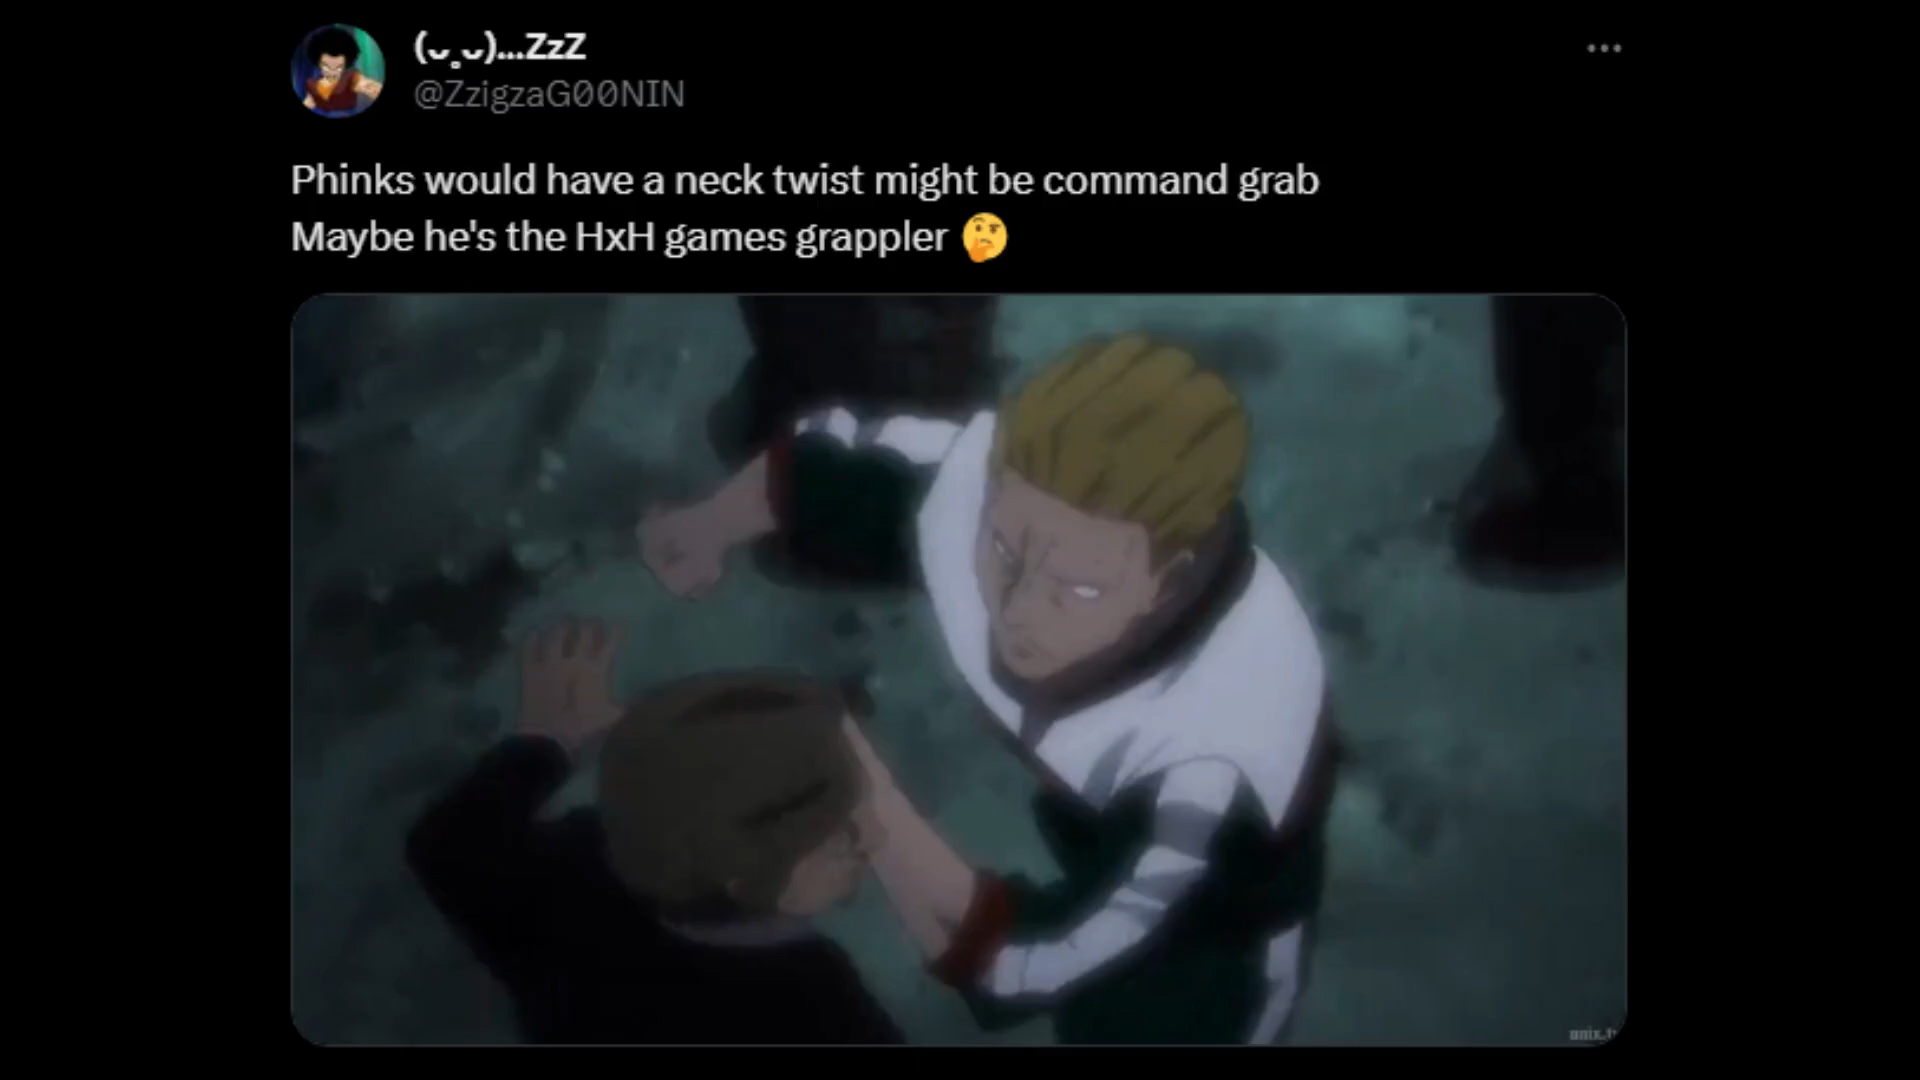 (ᴗ˳ᴗ)...ZzZ
@ZzigzaG00NIN
Phinks would have a neck twist might be command grab
Maybe he's the HxH games grappler 🤔